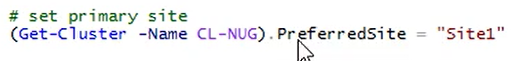 # set primary site
(Get-Cluster -Name CL-NUG).PreferredSite = "Site1"